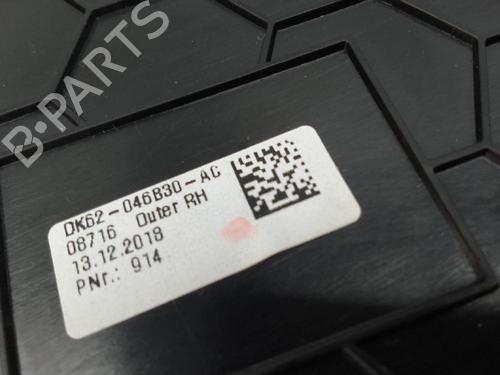 B-PARTS
DK62-046B30-AC
08716 Outer RH
13.12.2018
PNr.: 914